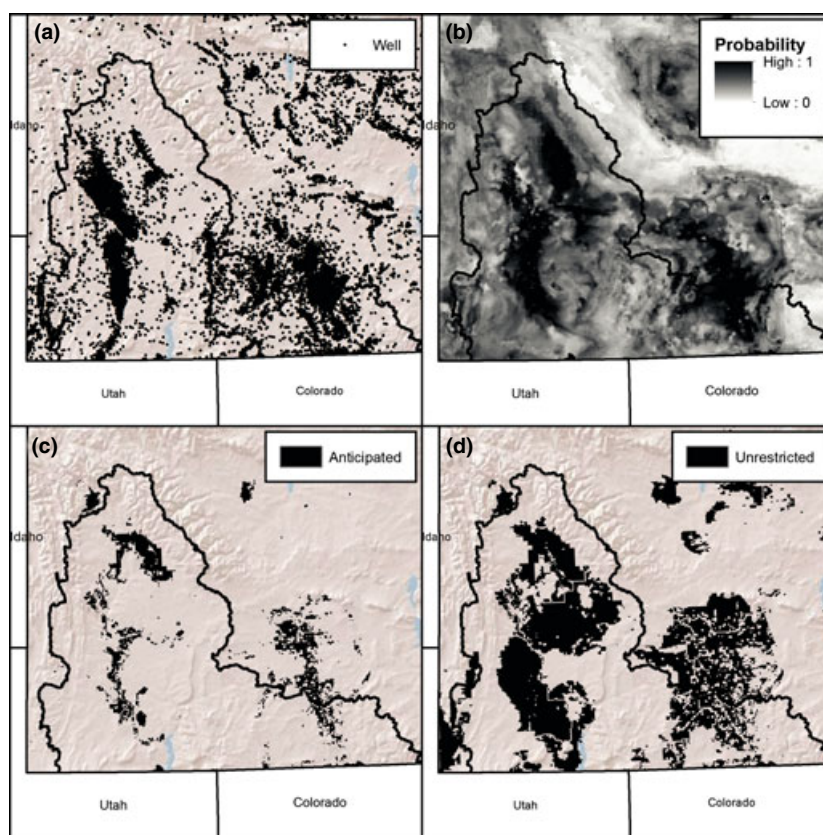 (a)
Well
Idaho
Utah
Colorado
(b)
Probability
High : 1
Low : 0
Idaho
Utah
Colorado
(c)
Anticipated
Idaho
Utah
Colorado
(d)
Unrestricted
Idaho
Utah
Colorado